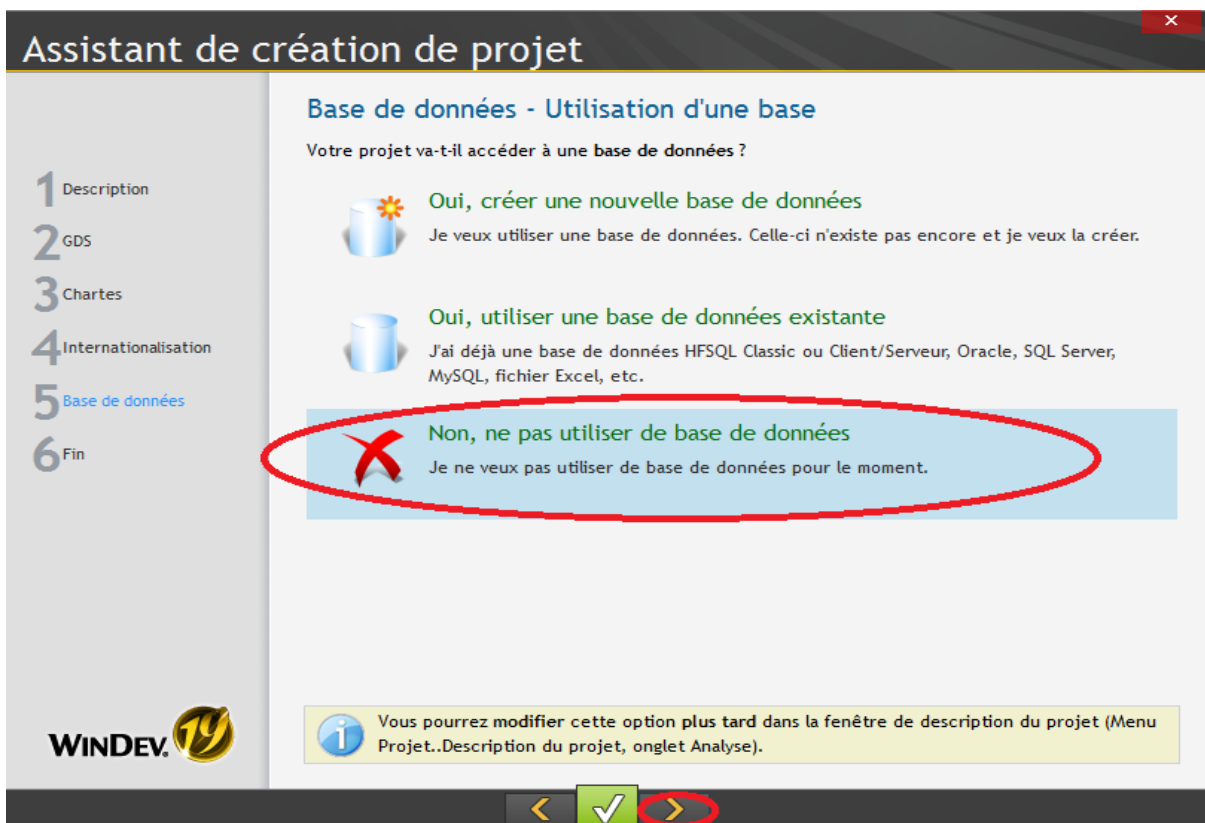 Assistant de création de projet
Base de données - Utilisation d'une base
Votre projet va-t-il accéder à une base de données ?
1 Description
2 GDS
3 Chartes
4 Internationalisation
5 Base de données
6 Fin
Oui, créer une nouvelle base de données
Je veux utiliser une base de données. Celle-ci n'existe pas encore et je veux la créer.
Oui, utiliser une base de données existante
J'ai déjà une base de données HFSQL Classic ou Client/Serveur, Oracle, SQL Server,
MySQL, fichier Excel, etc.
Non, ne pas utiliser de base de données
Je ne veux pas utiliser de base de données pour le moment.
WINDEV. 19
Vous pourrez modifier cette option plus tard dans la fenêtre de description du projet (Menu
Projet..Description du projet, onglet Analyse).